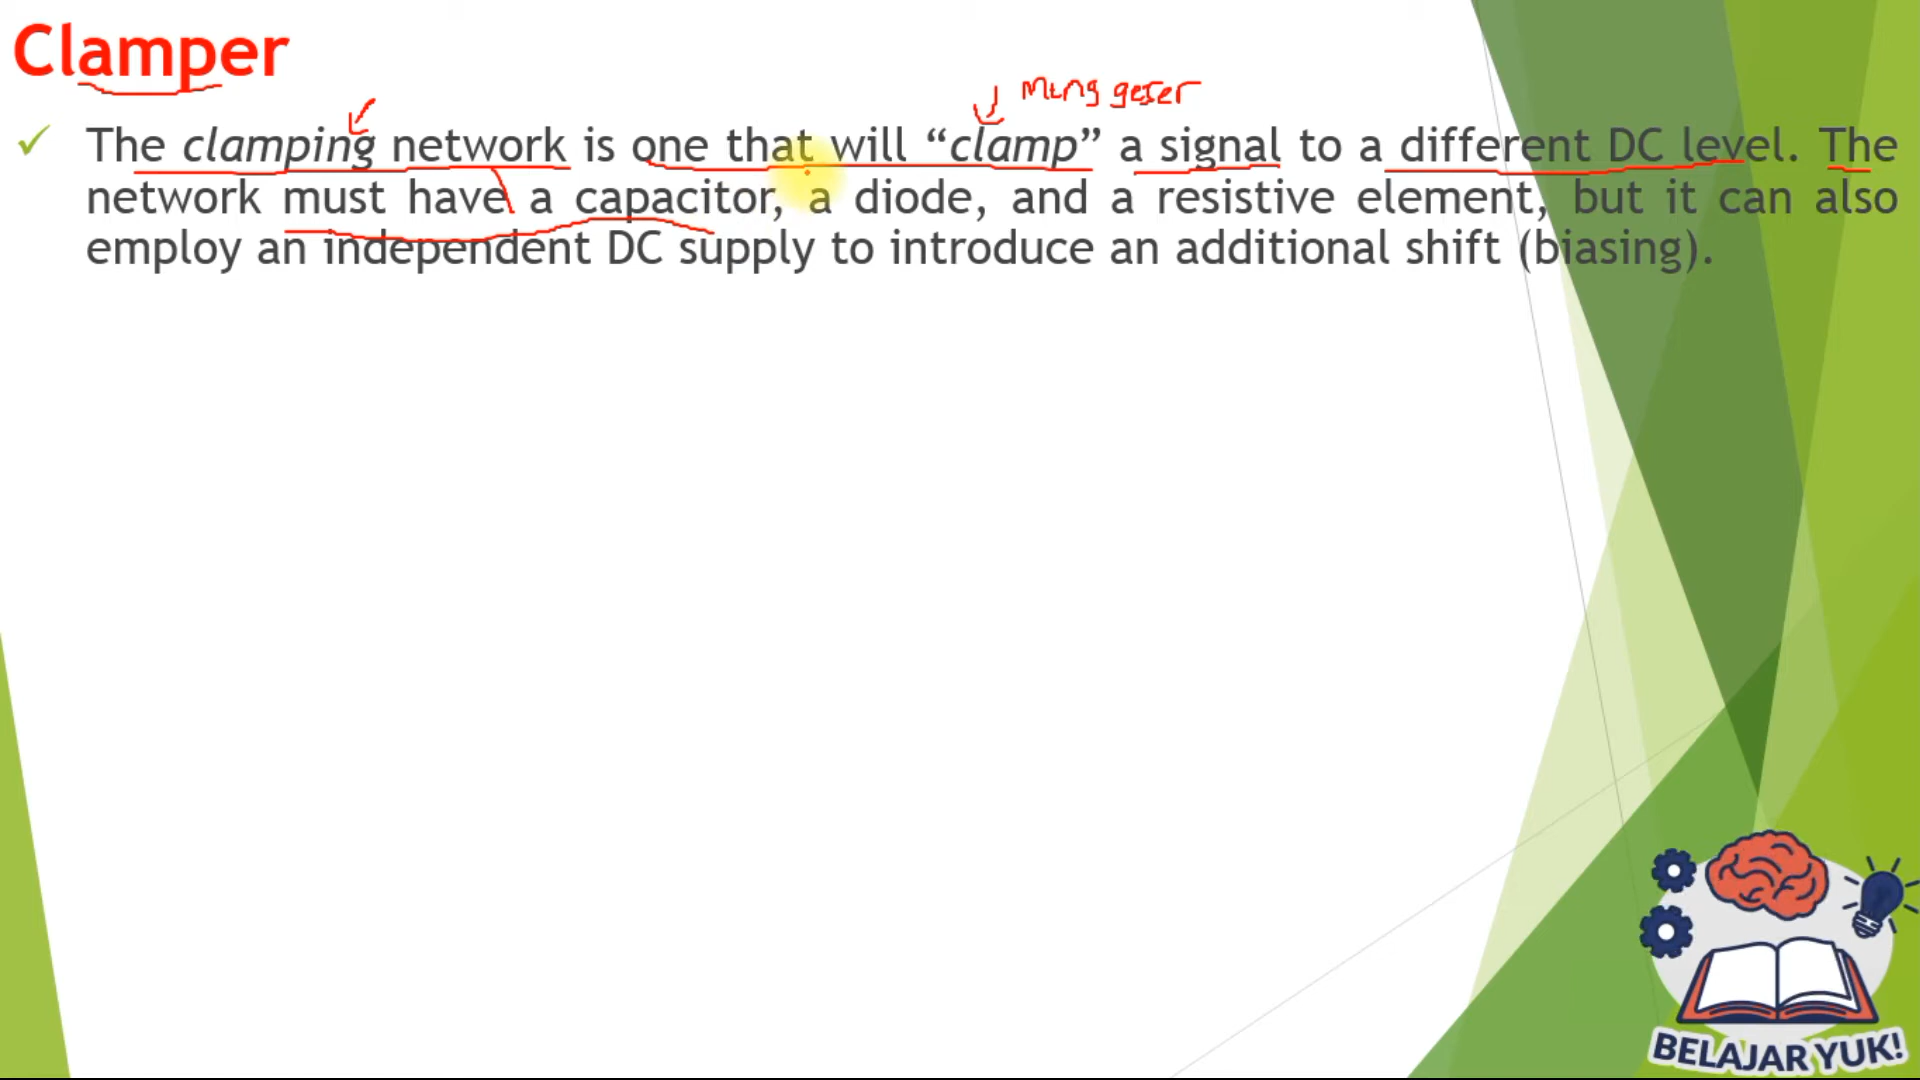 Clamper
Meng geser
✓ The clamping network is one that will “clamp” a signal to a different DC level. The
network must have a capacitor, a diode, and a resistive element, but it can also
employ an independent DC supply to introduce an additional shift (biasing).
BELAJAR YUK!